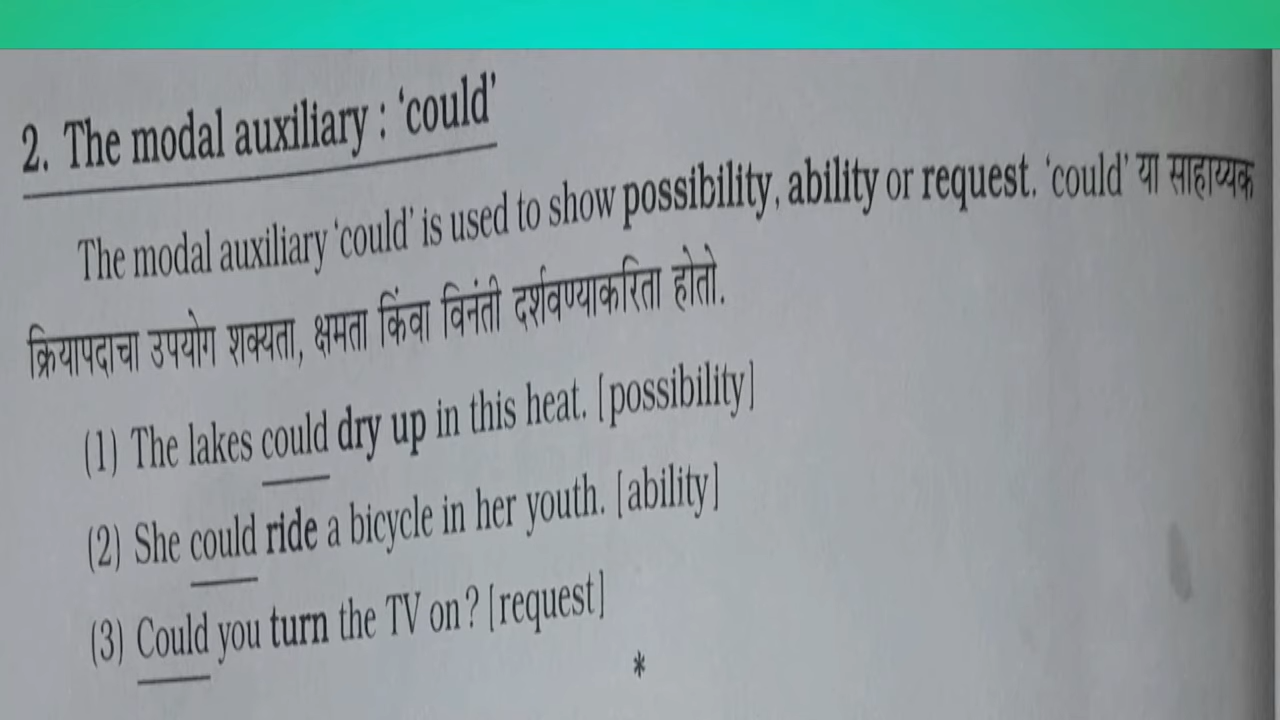 2. The modal auxiliary : ‘could’
The modal auxiliary ‘could’ is used to show possibility, ability or request. ‘could’ या साहाय्यक
क्रियापदाचा उपयोग शक्यता, क्षमता किंवा विनंती दर्शवण्याकरिता होतो.
(1) The lakes could dry up in this heat. [possibility]
(2) She could ride a bicycle in her youth. [ability]
(3) Could you turn the TV on? [request]
*